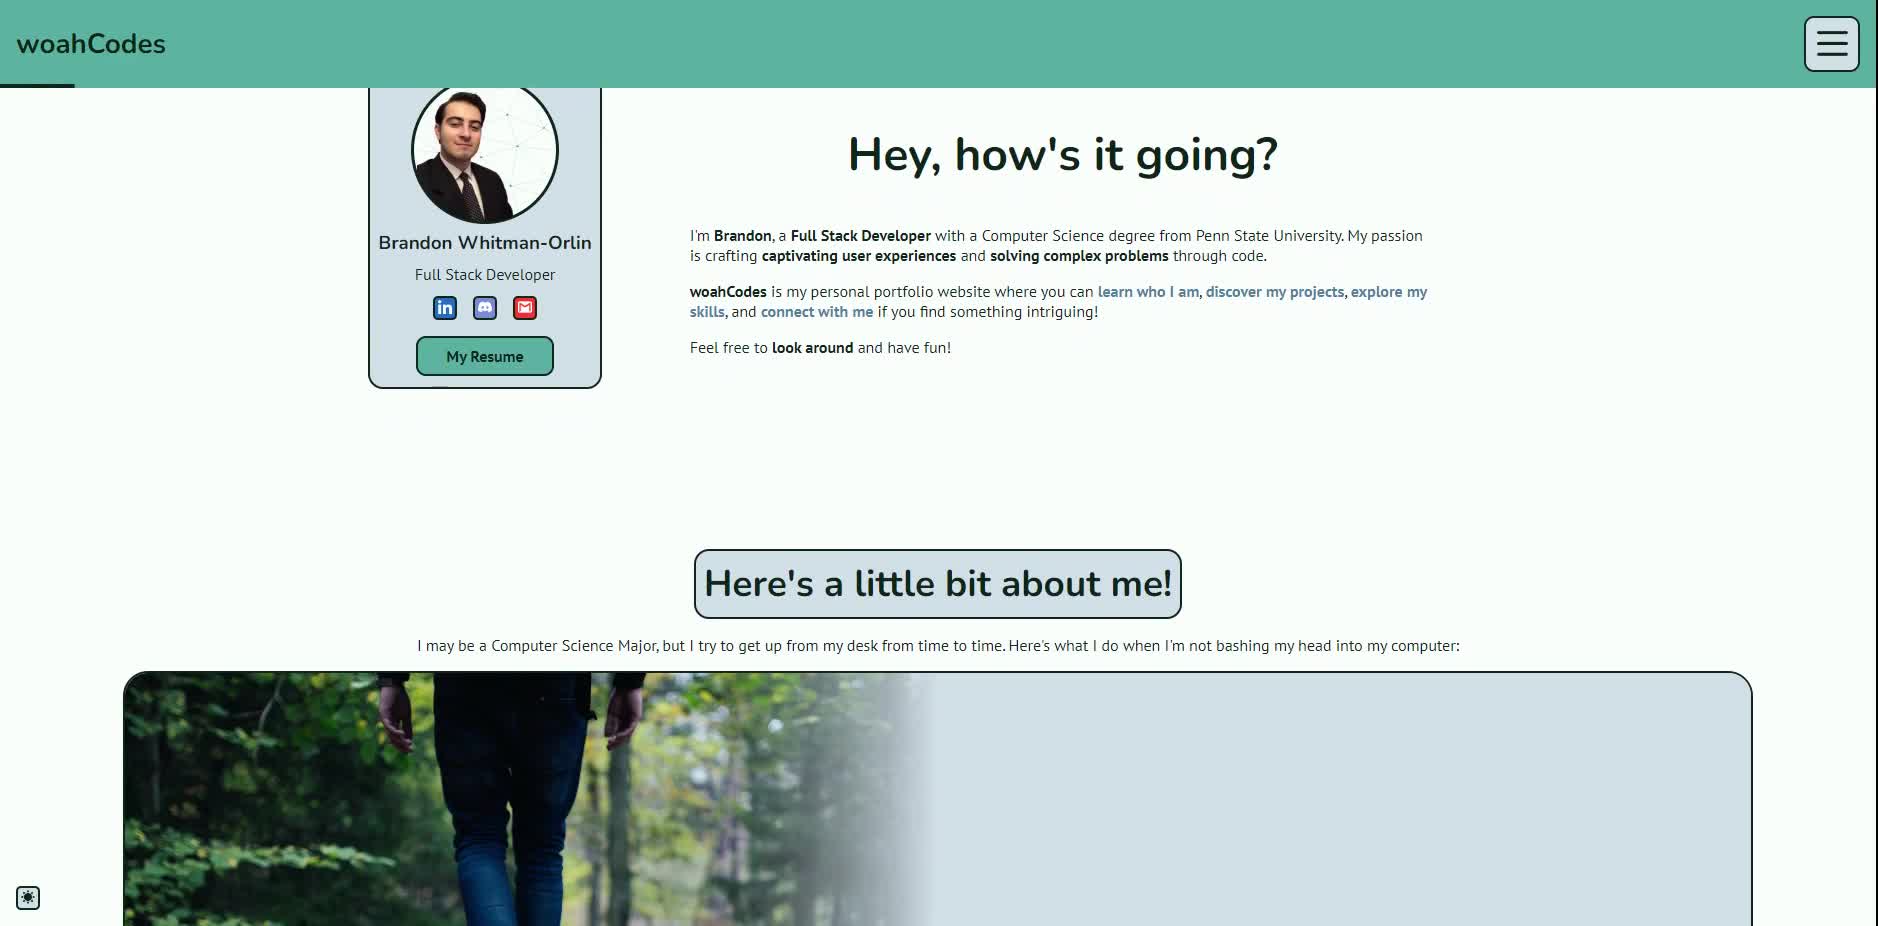 woahCodes
Hey, how's it going?
Brandon Whitman-Orlin
Full Stack Developer
My Resume
I'm Brandon, a Full Stack Developer with a Computer Science degree from Penn State University. My passion
is crafting captivating user experiences and solving complex problems through code.
woahCodes is my personal portfolio website where you can learn who I am, discover my projects, explore my
skills, and connect with me if you find something intriguing!
Feel free to look around and have fun!
Here's a little bit about me!
I may be a Computer Science Major, but I try to get up from my desk from time to time. Here's what I do when I'm not bashing my head into my computer: